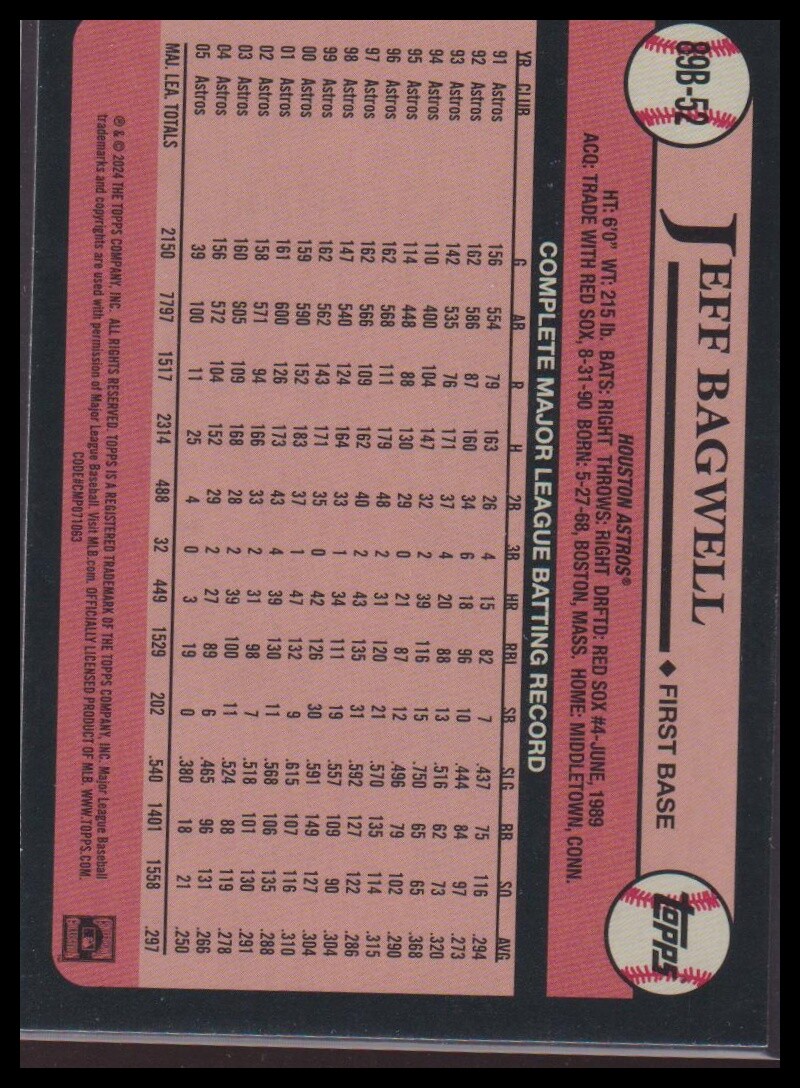 89B-52
JEFF BAGWELL ♦ FIRST BASE
topps
HOUSTON ASTROS®
HT: 6'0" WT: 215 lb. BATS: RIGHT THROWS: RIGHT DRFTD: RED SOX #4-JUNE, 1989
ACQ: TRADE WITH RED SOX, 8-31-90 BORN: 5-27-68, BOSTON, MASS. HOME: MIDDLETOWN, CONN.
COMPLETE MAJOR LEAGUE BATTING RECORD
YR CLUB G AB R H 2B 3B HR RBI SB SLG BB SO AVG
91 Astros 156 554 79 163 26 4 15 82 7 .437 75 116 .294
92 Astros 162 586 87 160 34 6 18 96 10 .444 84 97 .273
93 Astros 142 535 76 171 37 4 20 88 13 .516 62 73 .320
94 Astros 110 400 104 147 32 2 39 116 15 .750 65 65 .368
95 Astros 114 448 88 130 29 0 21 87 12 .496 79 102 .290
96 Astros 162 568 111 179 48 2 31 120 21 .570 135 114 .315
97 Astros 162 566 109 162 40 2 43 135 31 .592 127 122 .286
98 Astros 147 540 124 164 33 1 34 111 19 .557 109 90 .304
99 Astros 162 562 143 171 35 0 42 126 30 .591 149 127 .304
00 Astros 159 590 152 183 37 1 47 132 9 .615 107 116 .310
01 Astros 161 600 126 173 43 4 39 130 11 .568 106 135 .288
02 Astros 158 571 94 166 33 2 31 98 7 .518 101 130 .291
03 Astros 160 605 109 168 28 2 39 100 11 .524 88 119 .278
04 Astros 156 572 104 152 29 2 27 89 6 .465 96 131 .266
05 Astros 39 100 11 25 4 0 3 19 0 .380 18 21 .250
MAJ. LEA. TOTALS 2150 7797 1517 2314 488 32 449 1529 202 .540 1401 1558 .297
℗ & © 2024 THE TOPPS COMPANY, INC. ALL RIGHTS RESERVED. TOPPS IS A REGISTERED TRADEMARK OF THE TOPPS COMPANY, INC. Major League Baseball
trademarks and copyrights are used with permission of Major League Baseball. Visit MLB.com. OFFICIALLY LICENSED PRODUCT OF MLB. WWW.TOPPS.COM.
CODE#CMP071063
COOPERSTOWN
COLLECTION